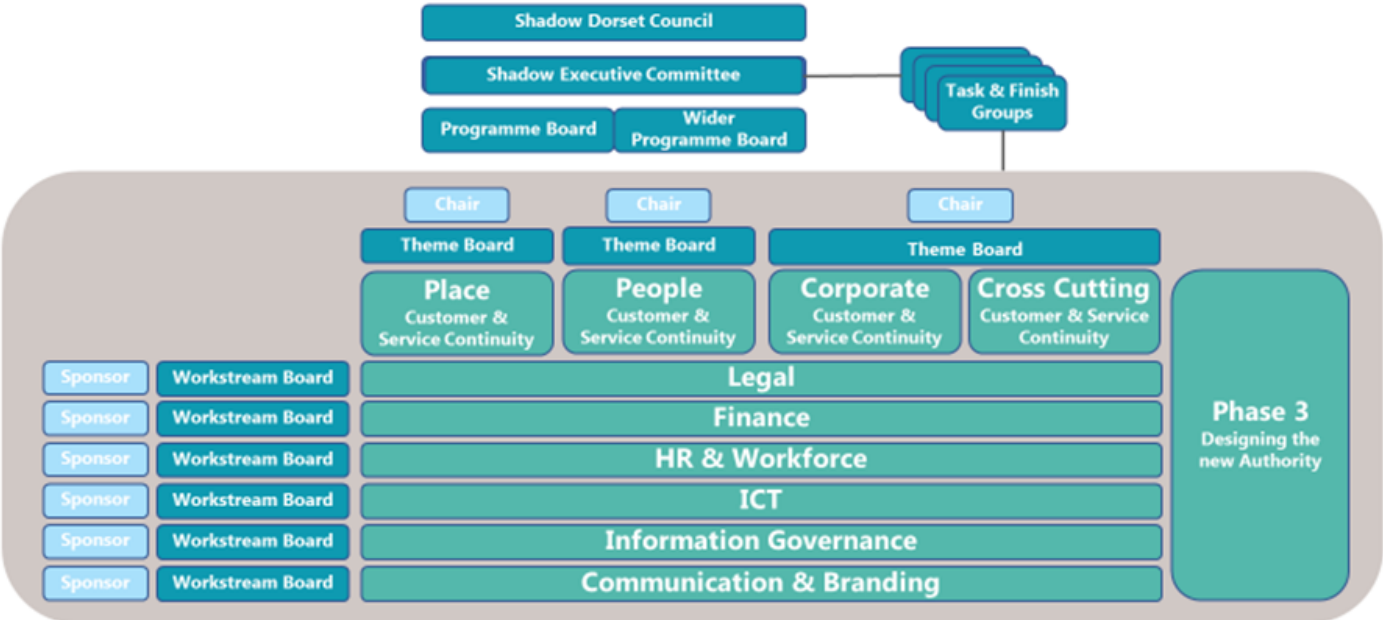 Shadow Dorset Council
Shadow Executive Committee
Task & Finish
Groups
Programme Board
Wider
Programme Board
Chair
Chair
Chair
Theme Board
Theme Board
Theme Board
Place
Customer &
Service Continuity
People
Customer &
Service Continuity
Corporate
Customer &
Service Continuity
Cross Cutting
Customer & Service
Continuity
Sponsor
Workstream Board
Legal
Sponsor
Workstream Board
Finance
Sponsor
Workstream Board
HR & Workforce
Sponsor
Workstream Board
ICT
Sponsor
Workstream Board
Information Governance
Sponsor
Workstream Board
Communication & Branding
Phase 3
Designing the
new Authority